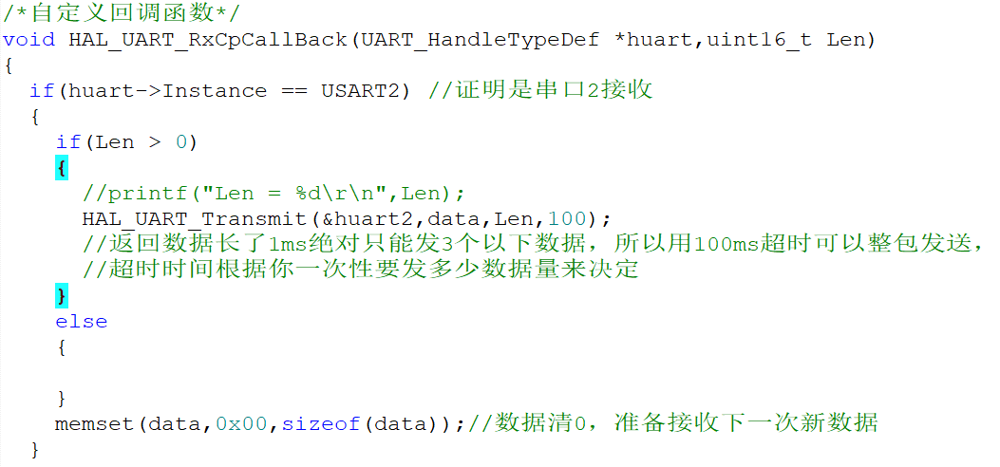 /*自定义回调函数*/
void HAL_UART_RxCpCallBack(UART_HandleTypeDef *huart,uint16_t Len)
{
  if(huart->Instance == USART2) //证明是串口2接收
  {
    if(Len > 0)
    {
      //printf("Len = %d\r\n",Len);
      HAL_UART_Transmit(&huart2,data,Len,100);
      //返回数据长了1ms绝对只能发3个以下数据，所以用100ms超时可以整包发送，
      //超时时间根据你一次性要发多少数据量来决定
    }
    else
    {
    }
    memset(data,0x00,sizeof(data));//数据清0，准备接收下一次新数据
  }